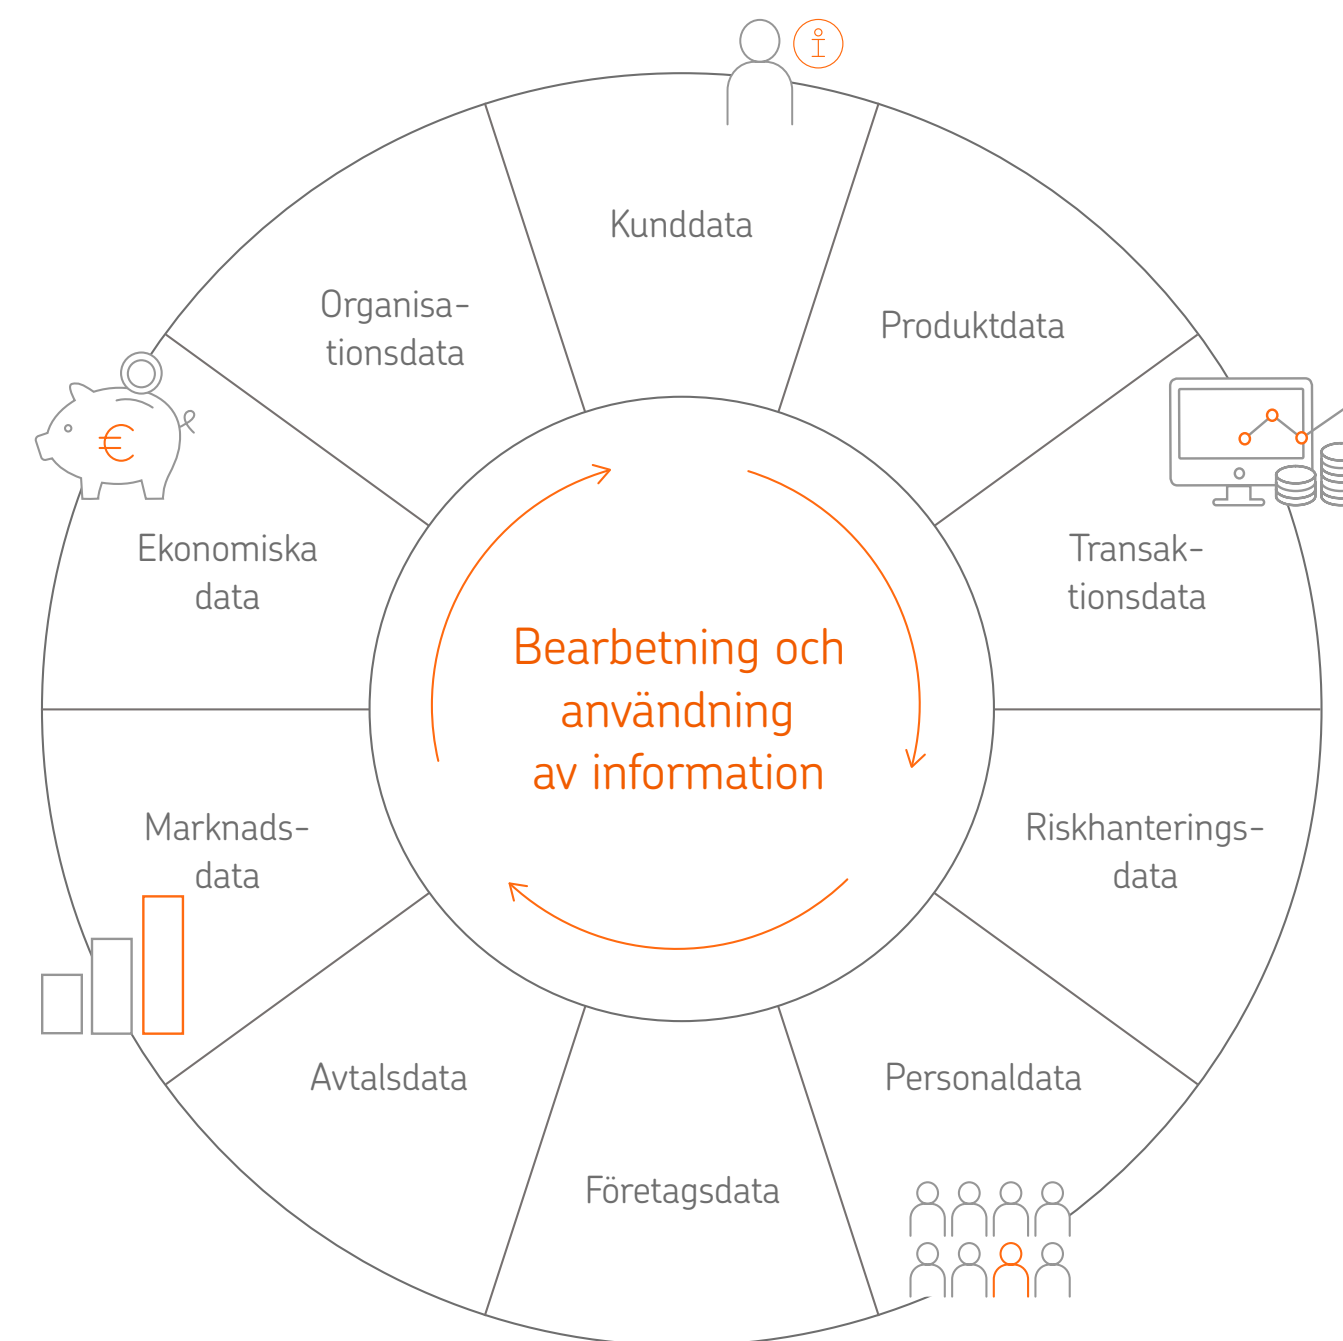 Kunddata
Produktdata
Transak-
tionsdata
Riskhanterings-
data
Personaldata
Företagsdata
Avtalsdata
Marknads-
data
Ekonomiska
data
€
Organisa-
tionsdata
Bearbetning och
användning
av information